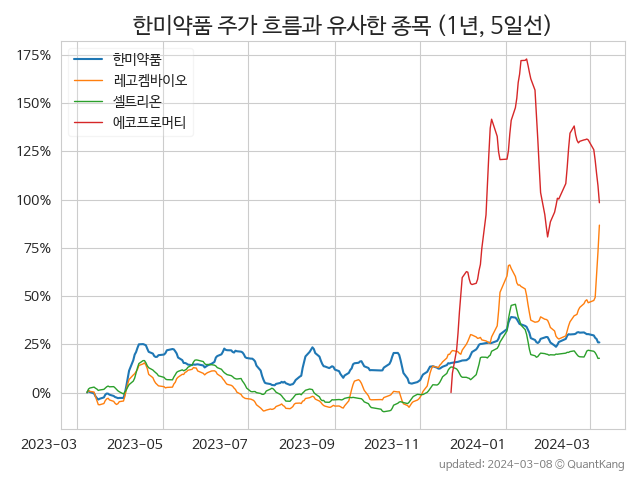 한미약품 주가 흐름과 유사한 종목 (1년, 5일선)
한미약품
레고켐바이오
셀트리온
에코프로머티
175%
150%
125%
100%
75%
50%
25%
0%
2023-03 2023-05 2023-07 2023-09 2023-11 2024-01 2024-03
updated: 2024-03-08 © QuantKang